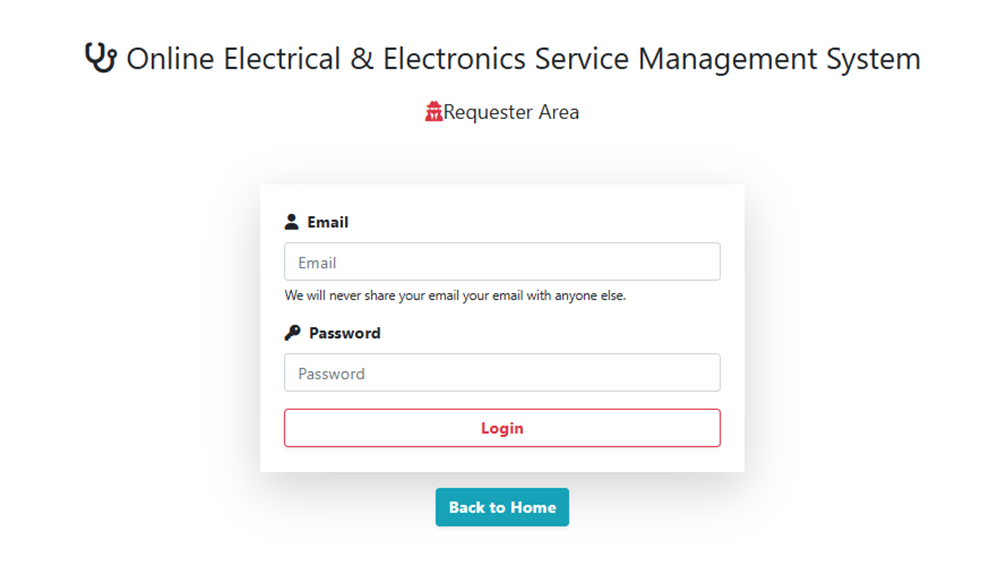 Online Electrical & Electronics Service Management System
Requester Area
Email
Email
We will never share your email your email with anyone else.
Password
Password
Login
Back to Home